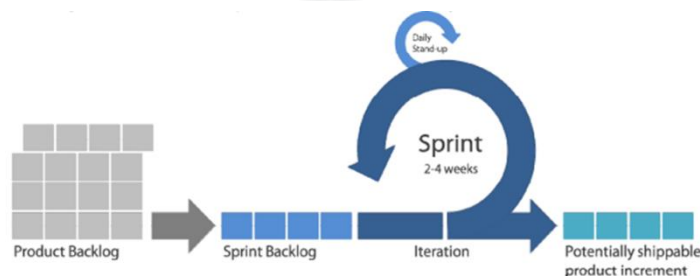 Daily
Stand-up
Sprint
2-4 weeks
Product Backlog
Sprint Backlog
Iteration
Potentially shippable
product increment